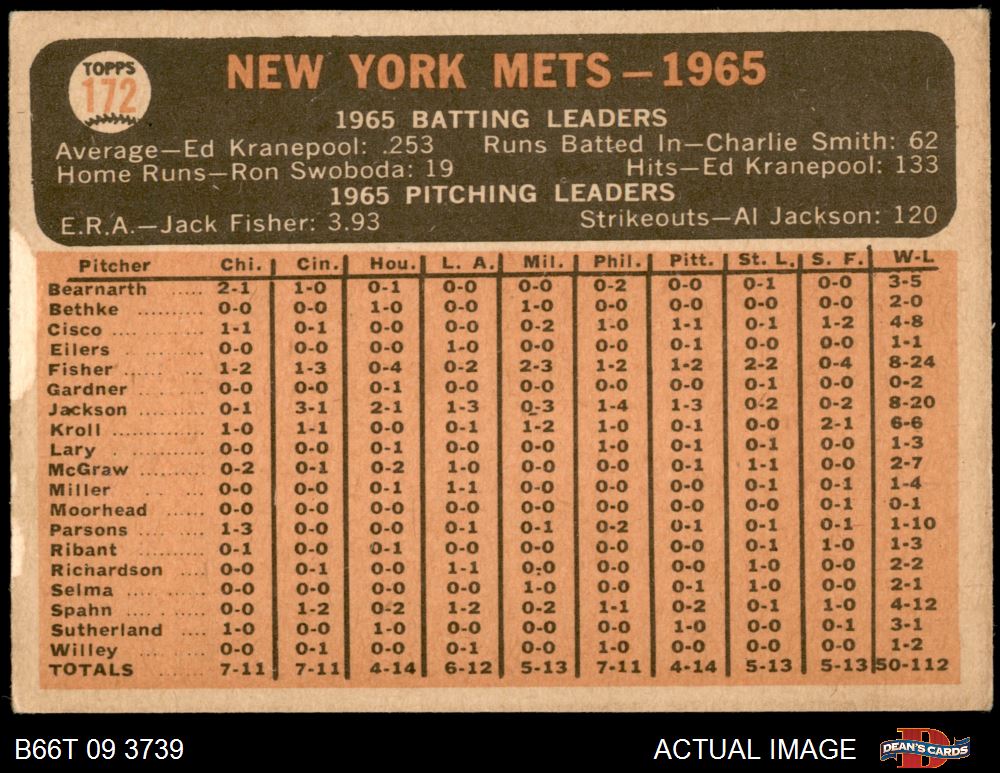 TOPPS
172
NEW YORK METS – 1965
1965 BATTING LEADERS
Average—Ed Kranepool: .253 Runs Batted In—Charlie Smith: 62
Home Runs—Ron Swoboda: 19 Hits—Ed Kranepool: 133
1965 PITCHING LEADERS
E.R.A.—Jack Fisher: 3.93 Strikeouts—Al Jackson: 120
Pitcher Chi. Cin. Hou. L. A. Mil. Phil. Pitt. St. L. S. F. W-L
Bearnarth ..... 2-1 1-0 0-1 0-0 0-0 0-2 0-0 0-1 0-0 3-5
Bethke .......... 0-0 0-0 1-0 0-0 1-0 0-0 0-0 0-0 0-0 2-0
Cisco ............ 1-1 0-1 0-0 0-0 0-2 1-0 1-1 0-1 1-2 4-8
Eilers ............ 0-0 0-0 0-0 1-0 0-0 0-0 0-1 0-0 0-0 1-1
Fisher ........... 1-2 1-3 0-4 0-2 2-3 1-2 1-2 2-2 0-4 8-24
Gardner ........ 0-0 0-0 0-1 0-0 0-0 0-0 0-0 0-1 0-0 0-2
Jackson ......... 0-1 3-1 2-1 1-3 0-3 1-4 1-3 0-2 0-2 8-20
Kroll ............. 1-0 1-1 0-0 0-1 1-2 1-0 0-1 0-0 2-1 6-6
Lary ............. 0-0 0-0 0-1 0-0 0-0 1-0 0-1 0-1 0-0 1-3
McGraw ......... 0-2 0-1 0-2 1-0 0-0 0-0 0-1 1-1 0-0 2-7
Miller ........... 0-0 0-0 0-1 1-1 0-0 0-1 0-0 0-0 0-1 1-4
Moorhead ..... 0-0 0-0 0-0 0-0 0-0 0-0 0-0 0-0 0-1 0-1
Parsons ......... 1-3 0-0 0-0 0-1 0-1 0-2 0-1 0-1 0-1 1-10
Ribant .......... 0-1 0-0 0-1 0-0 0-0 0-0 0-0 0-1 1-0 1-3
Richardson .... 0-0 0-1 0-0 1-1 0-0 0-0 0-0 1-0 0-0 2-2
Selma ........... 0-0 0-0 0-0 0-0 1-0 0-0 0-1 1-0 0-0 2-1
Spahn ........... 0-0 1-2 0-2 1-2 0-2 1-1 0-2 0-1 1-0 4-12
Sutherland .... 1-0 0-0 1-0 0-0 0-0 0-0 1-0 0-0 0-1 3-1
Willey ........... 0-0 0-1 0-0 0-1 0-0 1-0 0-0 0-0 0-0 1-2
TOTALS 7-11 7-11 4-14 6-12 5-13 7-11 4-14 5-13 5-13 50-112
B66T 09 3739 ACTUAL IMAGE DEAN'S CARDS